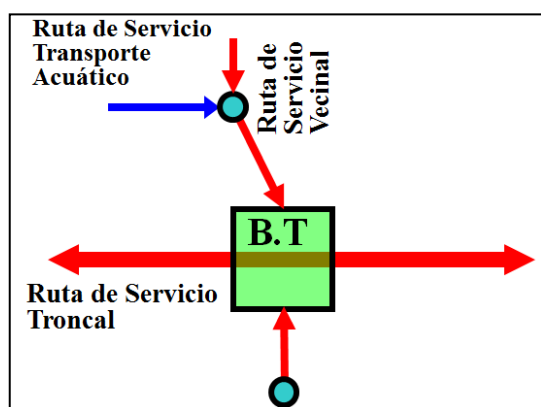 Ruta de Servicio
Transporte
Acuático
Ruta de
Servicio
Vecinal
B.T
Ruta de Servicio
Troncal